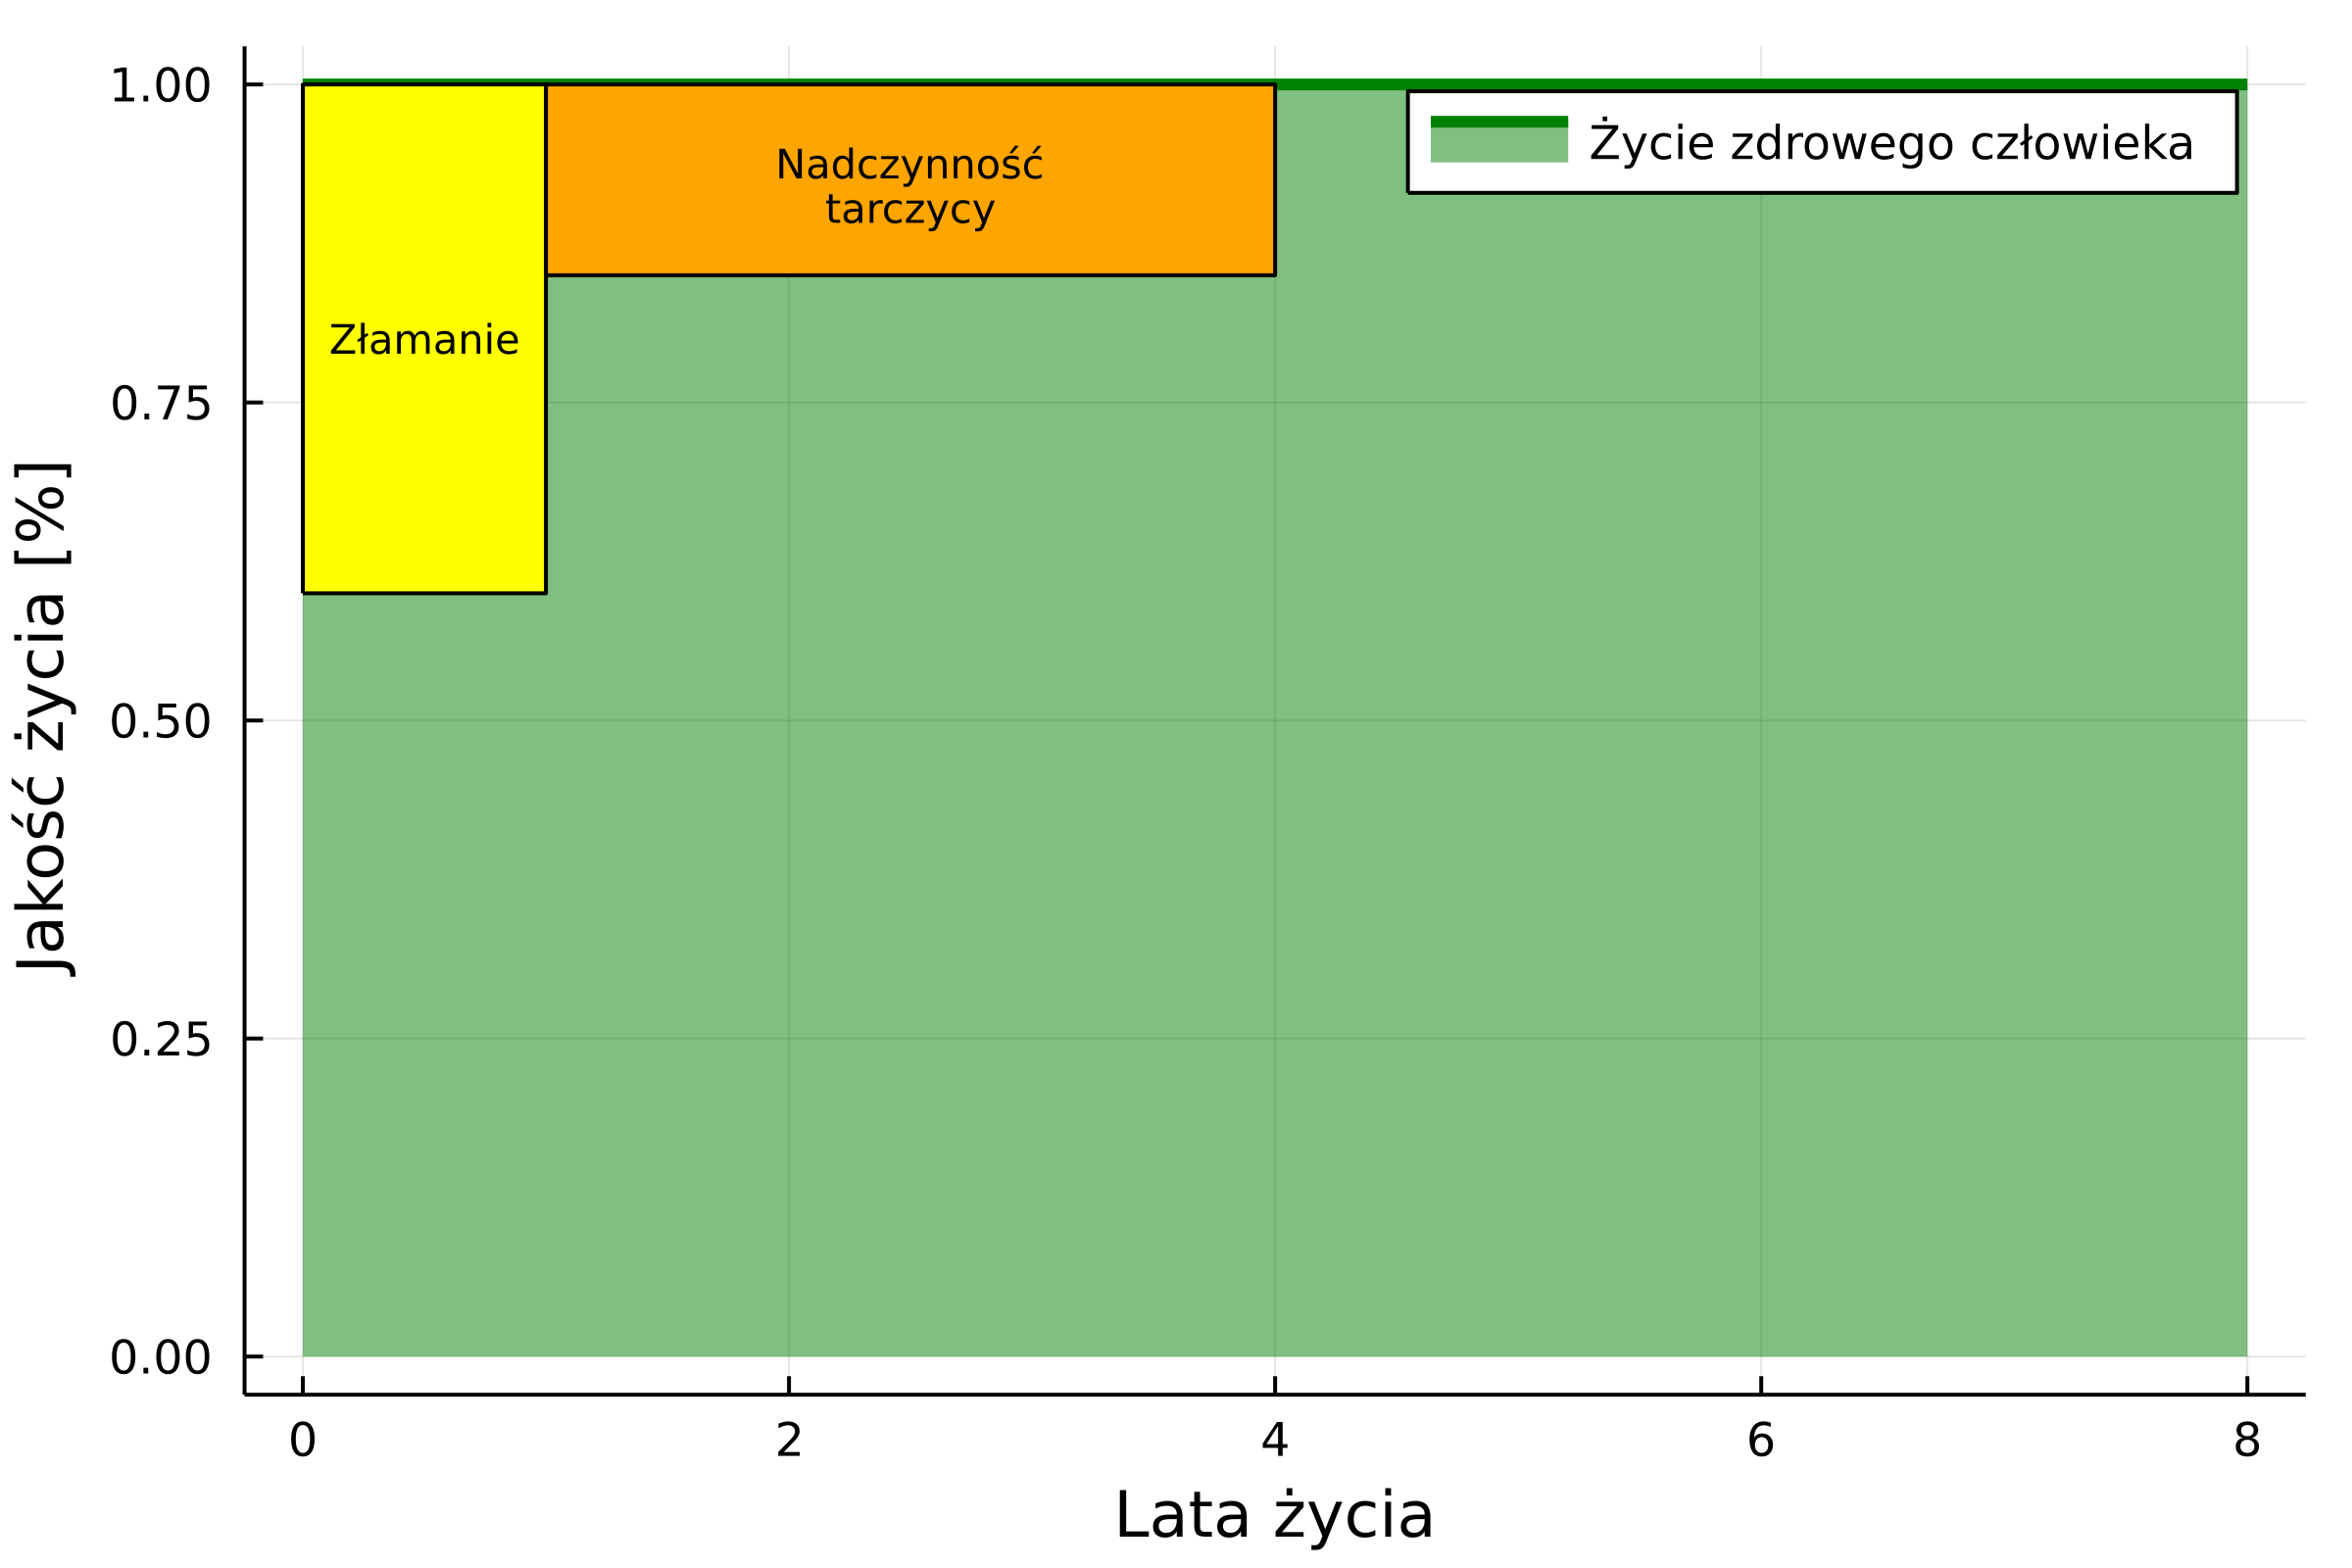 1.00
0.75
0.50
0.25
0.00
Jakość życia [%]
Złamanie
Nadczynność
tarczycy
Życie zdrowego człowieka
0
2
4
6
8
Lata życia